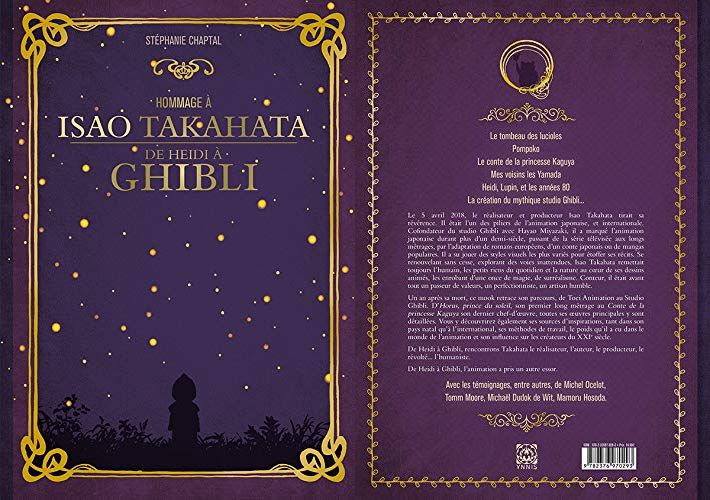 STÉPHANIE CHAPTAL
HOMMAGE À
ISAO TAKAHATA
DE HEIDI À
GHIBLI
Le tombeau des lucioles
Pompoko
Le conte de la princesse Kaguya
Mes voisins les Yamada
Heidi, Lupin, et les années 80
La création du mythique studio Ghibli...
Le 5 avril 2018, le réalisateur et producteur Isao Takahata tirait sa
révérence. Il était l'un des piliers de l'animation japonaise, et internationale.
Cofondateur du studio Ghibli avec Hayao Miyazaki, il a marqué l'animation
japonaise durant plus d'un demi-siècle, passant de la série télévisée aux longs
métrages, par l'adaptation de romans européens, d'un conte japonais ou de mangas
populaires. Il a su jouer des styles visuels les plus variés pour étoffer ses récits. Se
renouvelant sans cesse, explorant des voies inattendues, Isao Takahata remettait
toujours l'humain, les petits riens du quotidien et la nature au cœur de ses dessins
animés, les enrobant d'une once de magie, de surréalisme. Conteur, il était avant
tout un passeur de valeurs, un perfectionniste, un artisan humble.
Un an après sa mort, ce mook retrace son parcours, de Toei Animation au Studio
Ghibli. D'Horus, prince du soleil, son premier long métrage au Conte de la
princesse Kaguya son dernier chef-d'œuvre, toutes ses œuvres principales y sont
détaillées. Vous y découvrirez également ses sources d'inspirations, tant dans son
pays natal qu'à l'international, ses méthodes de travail, le poids qu'il a eu dans le
monde de l'animation et son influence sur les créateurs du XXIe siècle.
De Heidi à Ghibli, rencontrons Takahata le réalisateur, l'auteur, le producteur, le
révolté... l'humaniste.
De Heidi à Ghibli, l'animation a pris un autre essor.
Avec les témoignages, entre autres, de Michel Ocelot,
Tomm Moore, Michaël Dudok de Wit, Mamoru Hosoda.
YNNIS
9 782376 970293